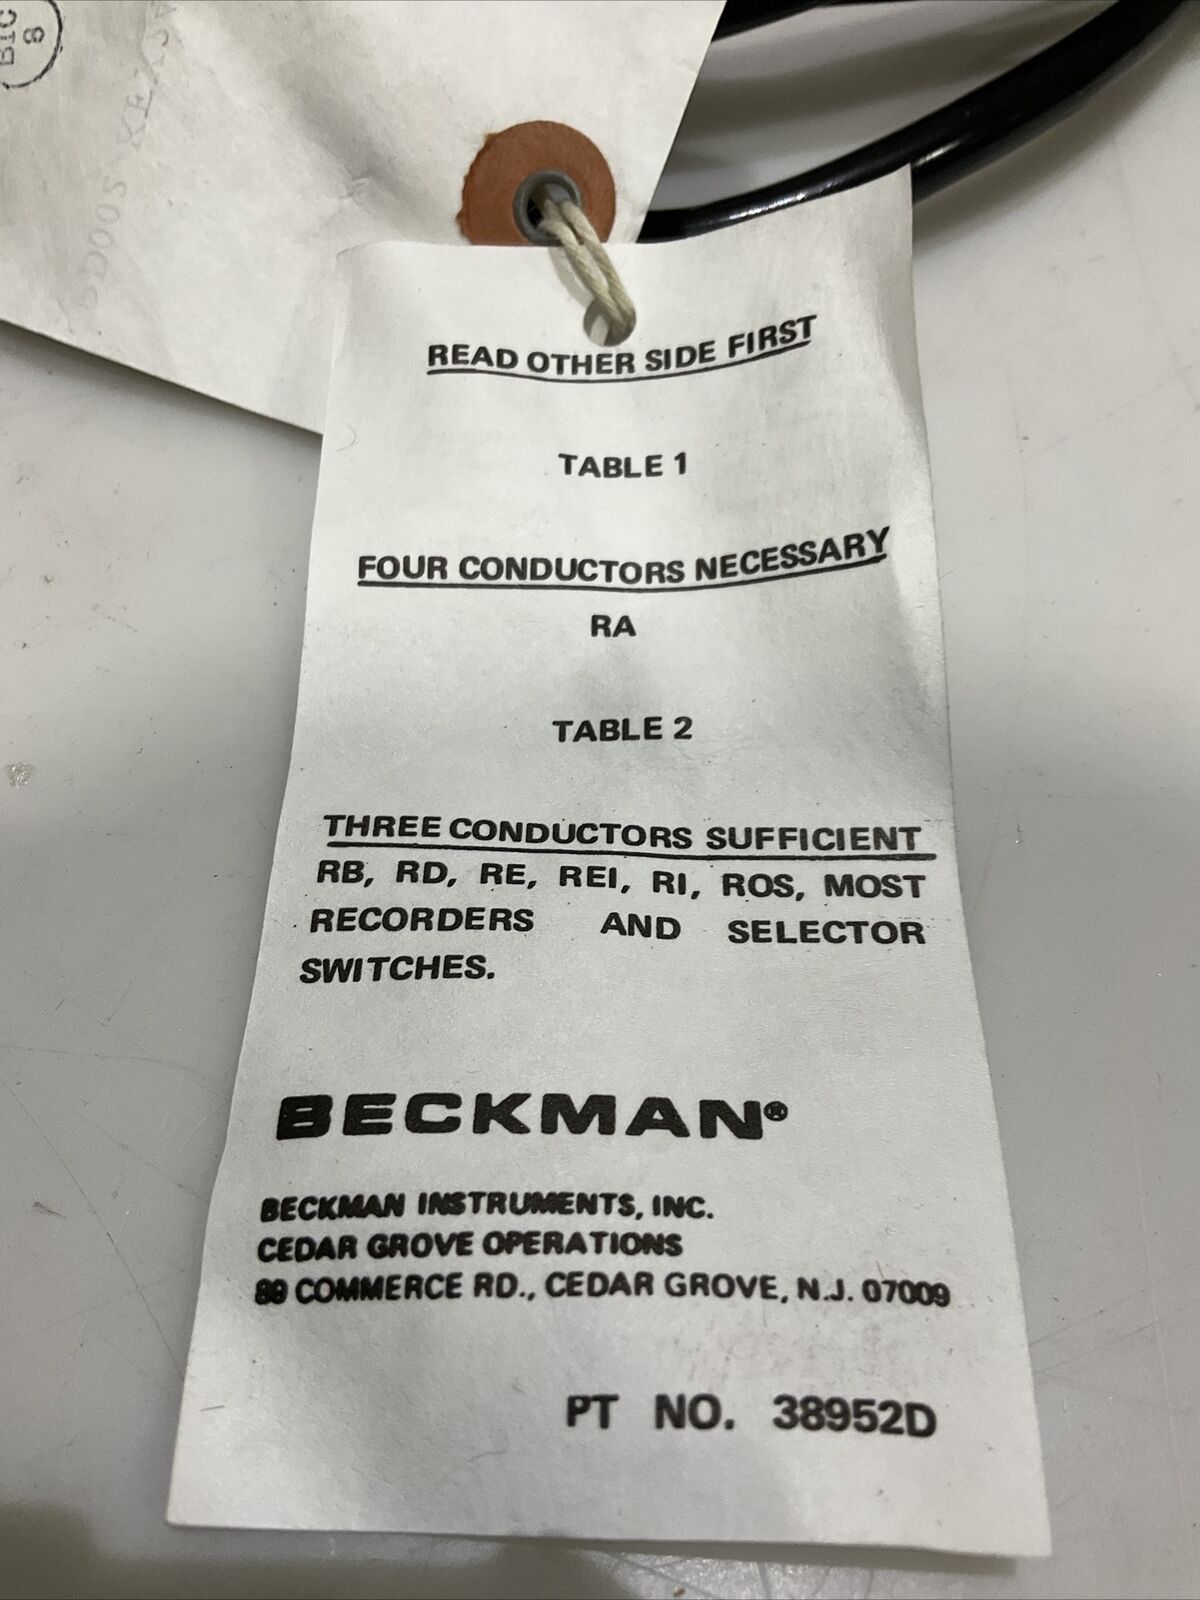 READ OTHER SIDE FIRST
TABLE 1
FOUR CONDUCTORS NECESSARY
RA
TABLE 2
THREE CONDUCTORS SUFFICIENT
RB, RD, RE, REI, RI, ROS, MOST
RECORDERS AND SELECTOR
SWITCHES.
BECKMAN®
BECKMAN INSTRUMENTS, INC.
CEDAR GROVE OPERATIONS
89 COMMERCE RD., CEDAR GROVE, N.J. 07009
PT NO. 38952D